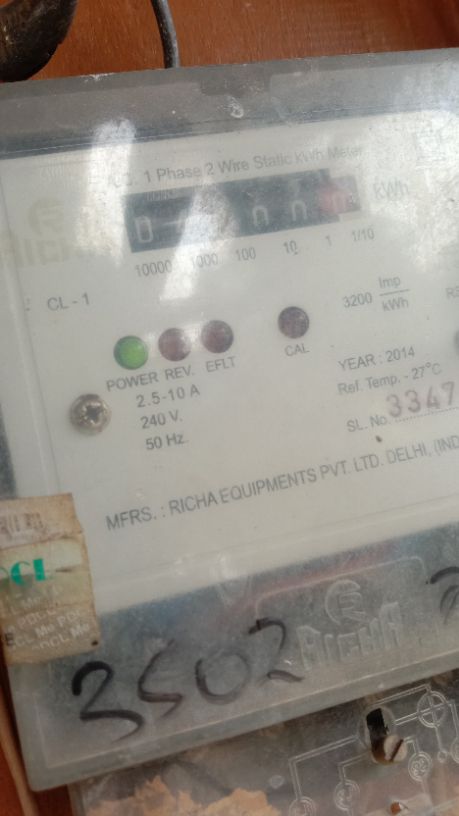 1 Phase 2 Wire Static kWh Meter
kWh
10000 1000 100 10 1 1/10
RICHA
CL - 1
3200 Imp
kWh
POWER REV. EFLT
CAL
2.5-10 A
240 V.
50 Hz.
YEAR : 2014
Ref. Temp. - 27°C
SL. No. 3347
MFRS. : RICHA EQUIPMENTS PVT. LTD. DELHI, (IND
RICHA
3502